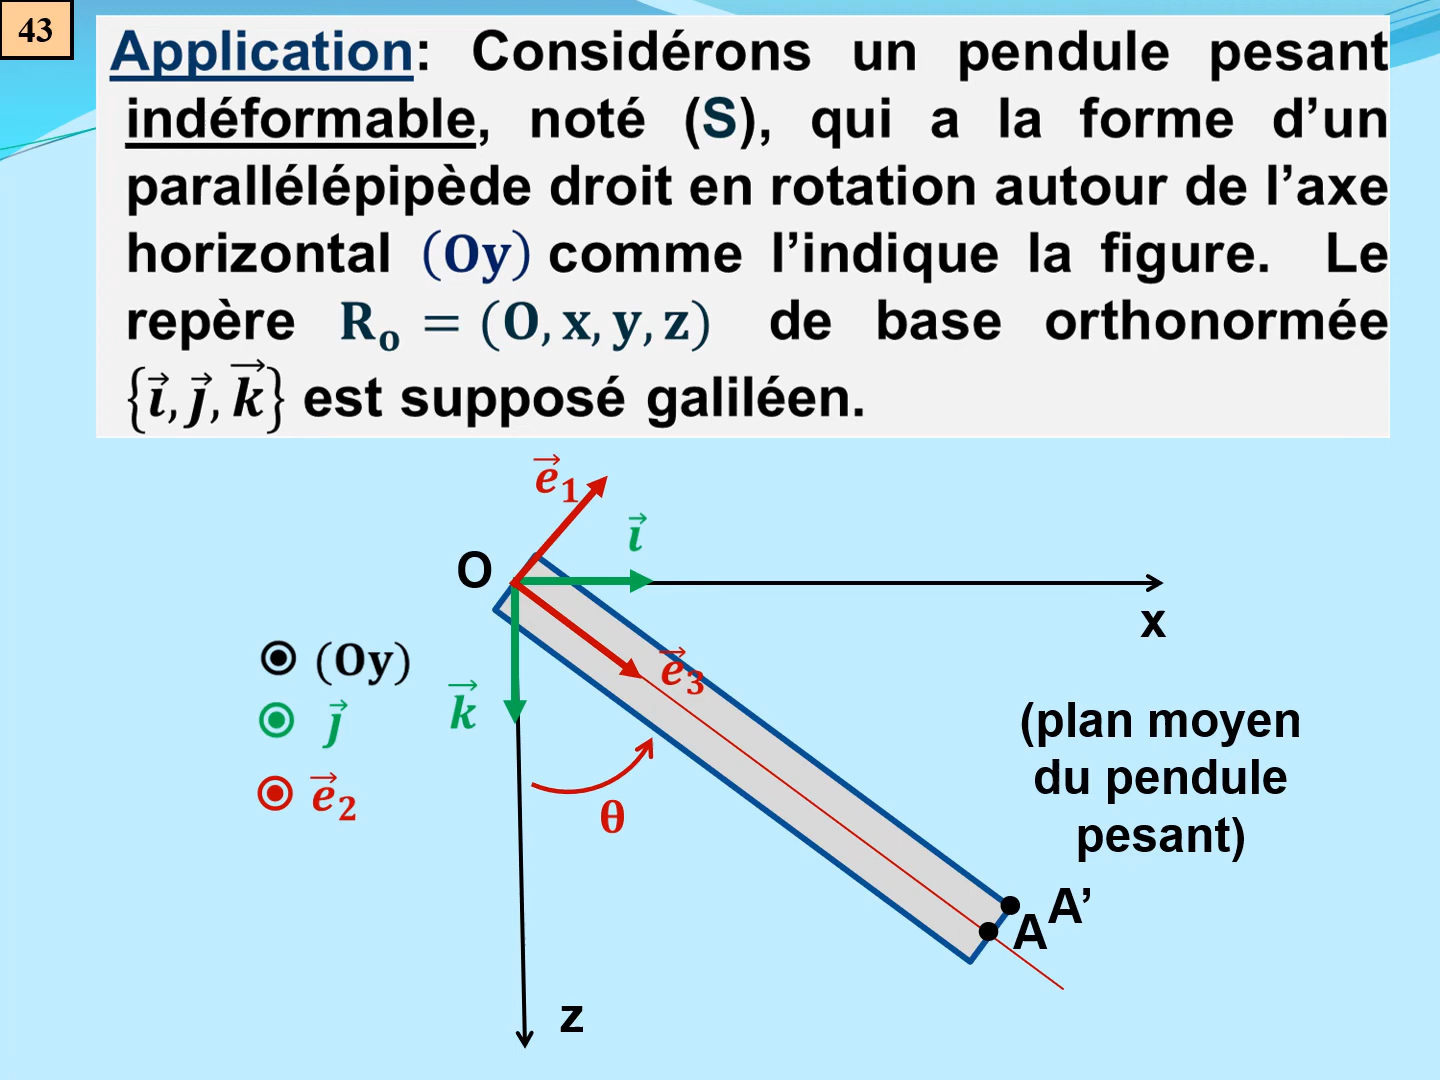 43
Application: Considérons un pendule pesant
indéformable, noté (S), qui a la forme d’un
parallélépipède droit en rotation autour de l’axe
horizontal (Oy) comme l’indique la figure. Le
repère R₀ = (O, x, y, z) de base orthonormée
{i⃗, j⃗, k⃗} est supposé galiléen.
e⃗₁
i⃗
O
x
(Oy)
e⃗₃
k⃗
j⃗
(plan moyen
du pendule
pesant)
e⃗₂
θ
A’
A
z